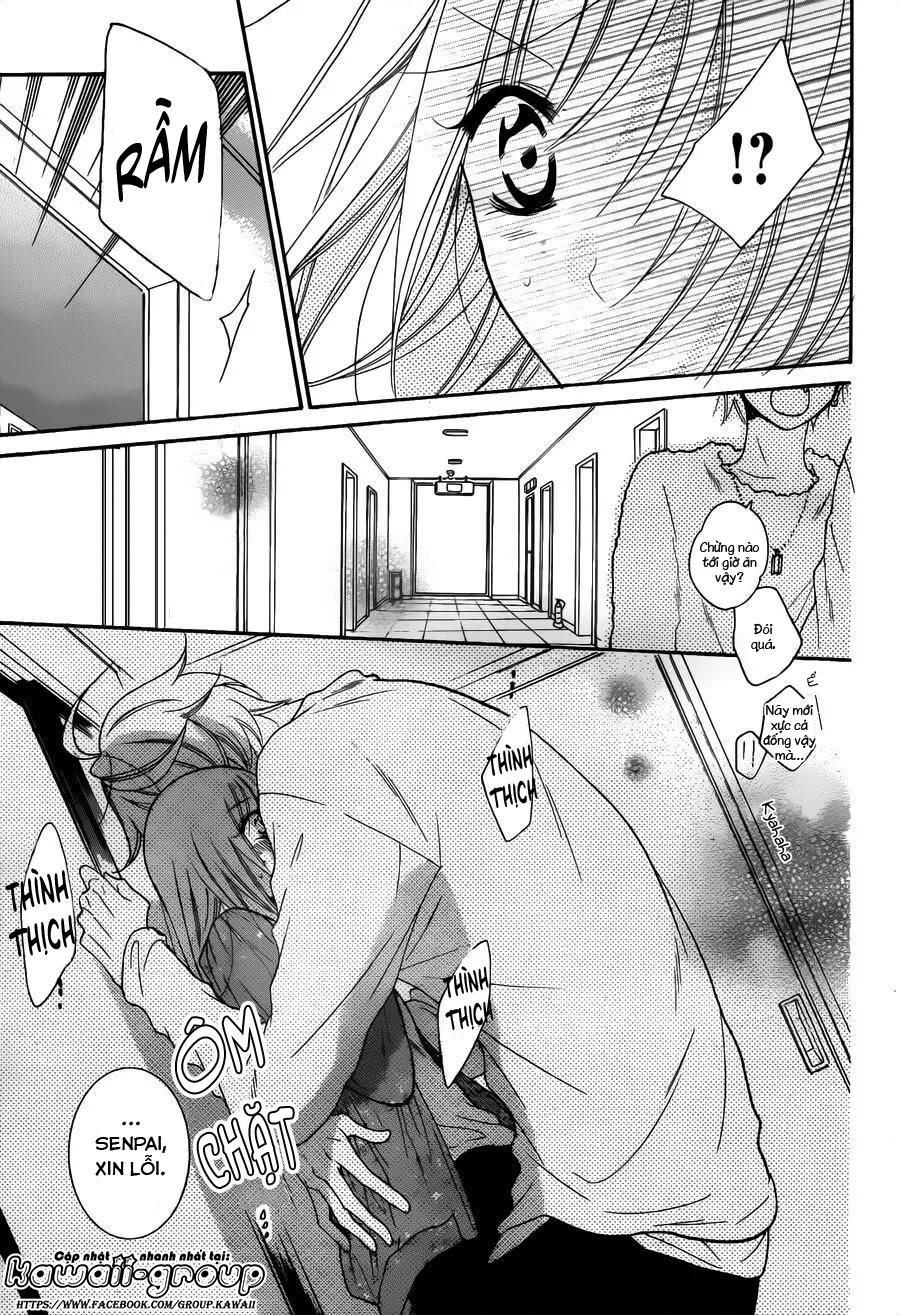 !?
RẦM
Chừng nào
tới giờ ăn
vậy?
Đói
quá.
Ể
Nãy mới
xực cả
đống vậy
mà...
!!
Kyahaha
THÌNH
THỊCH
THÌNH
THỊCH
THÌNH
THỊCH
ÔM
CHẶT
...
SENPAI,
XIN LỖI.
Cập nhật nhanh nhất tại:
kawaii-group
HTTPS://WWW.FACEBOOK.COM/GROUP.KAWAII